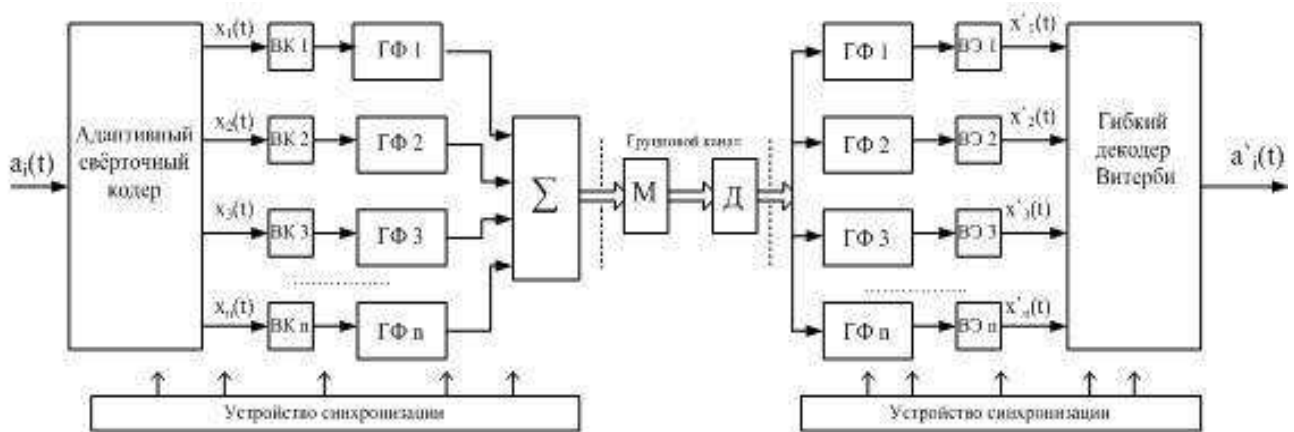 aᵢ(t)
Адаптивный
свёрточный
кодер
x₁(t)
ВК 1
ГФ 1
x₂(t)
ВК 2
ГФ 2
x₃(t)
ВК 3
ГФ 3
xₙ(t)
ВК n
ГФ n
Σ
Групповой канал
М
Д
ГФ 1
ВЭ 1
x'₁(t)
ГФ 2
ВЭ 2
x'₂(t)
ГФ 3
ВЭ 3
x'₃(t)
ГФ n
ВЭ n
x'ₙ(t)
Гибкий
декодер
Витерби
a'ᵢ(t)
Устройство синхронизации
Устройство синхронизации